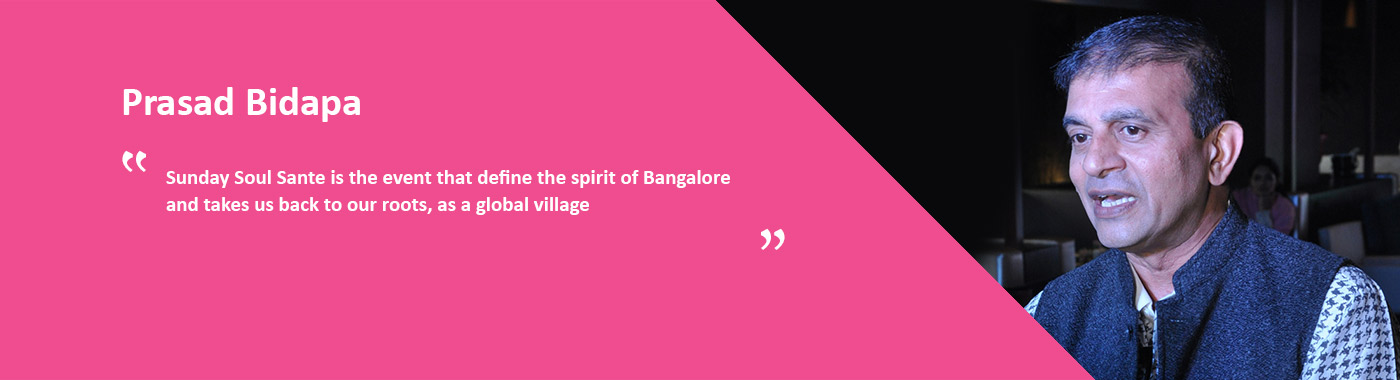 Prasad Bidapa
“ Sunday Soul Sante is the event that define the spirit of Bangalore
and takes us back to our roots, as a global village
”